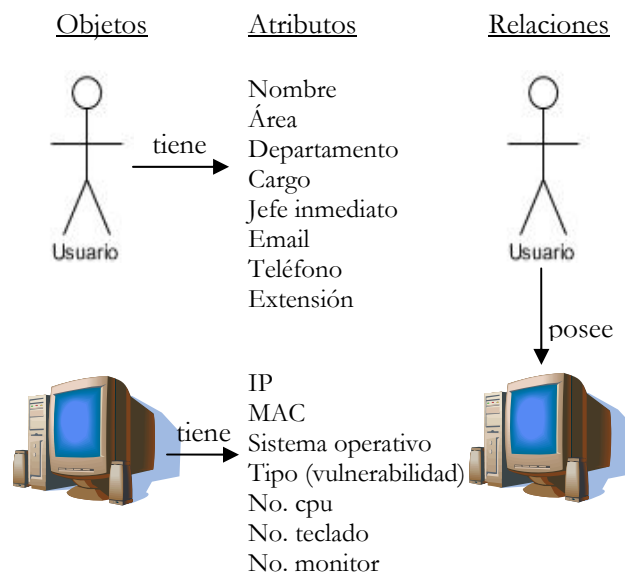 Objetos Atributos Relaciones
Nombre
Área
tiene
Departamento
Cargo
Jefe inmediato
Email
Usuario
Usuario
Teléfono
Extensión
posee
IP
MAC
tiene
Sistema operativo
Tipo (vulnerabilidad)
No. cpu
No. teclado
No. monitor